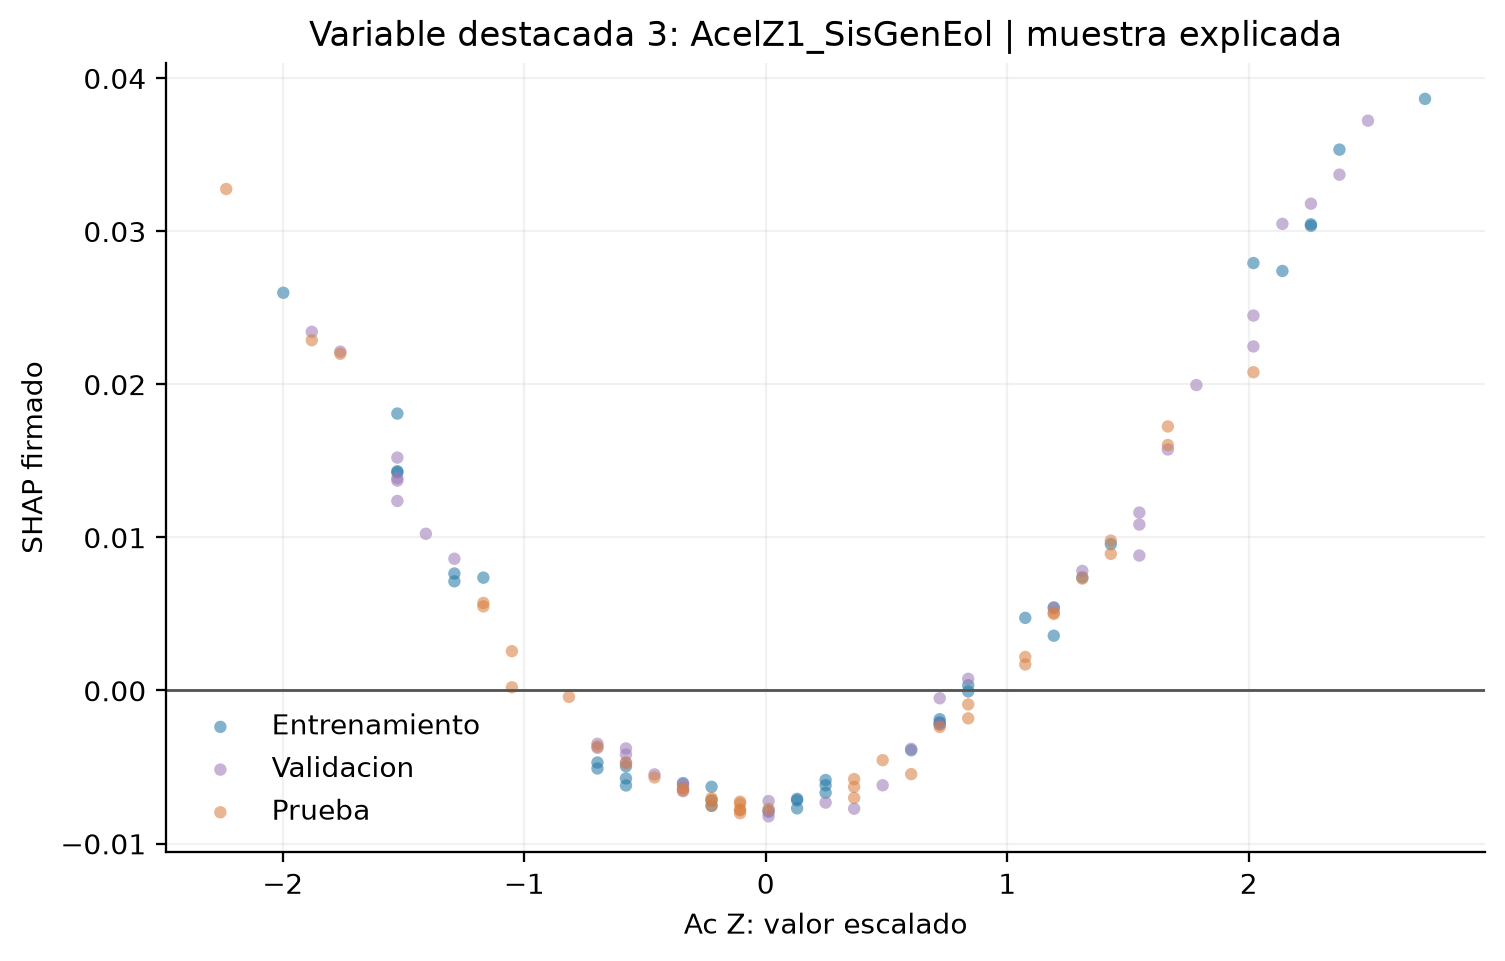 Variable destacada 3: AcelZ1_SisGenEol | muestra explicada
0.04
0.03
0.02
0.01
0.00
−0.01
SHAP firmado
Entrenamiento
Validacion
Prueba
−2
−1
0
1
2
Ac Z: valor escalado